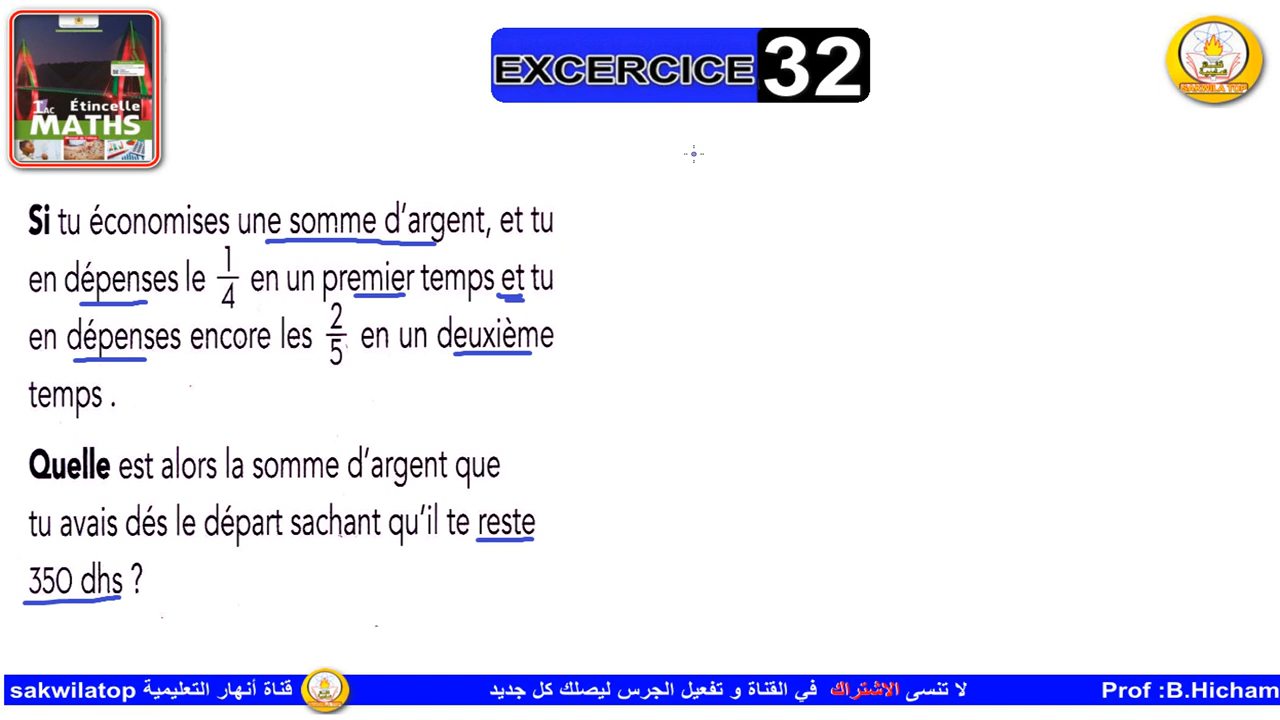 1AC Étincelle
MATHS
EXCERCICE 32
SAKWILA TOP
Si tu économises une somme d'argent, et tu
en dépenses le 1/4 en un premier temps et tu
en dépenses encore les 2/5 en un deuxième
temps .
Quelle est alors la somme d'argent que
tu avais dés le départ sachant qu'il te reste
350 dhs ?
sakwilatop قناة أنهار التعليمية
لا تنسى الاشتراك في القناة و تفعيل الجرس ليصلك كل جديد
Prof :B.Hicham